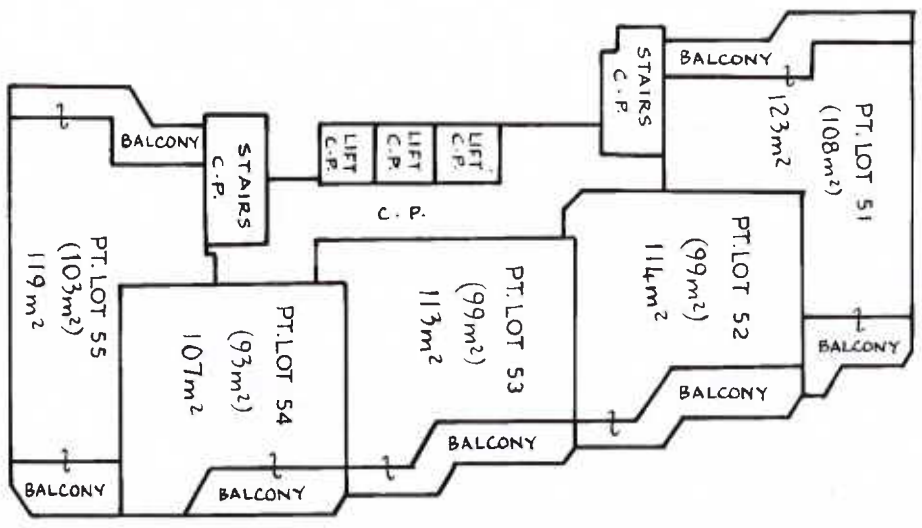 BALCONY
STAIRS
C.P.
LIFT
C.P.
LIFT
C.P.
LIFT
C.P.
STAIRS
C.P.
BALCONY
C.P.
PT. LOT 51
(108m²)
123m²
PT. LOT 52
(99m²)
114m²
PT. LOT 53
(99m²)
113m²
PT. LOT 54
(93m²)
107m²
PT. LOT 55
(103m²)
119m²
BALCONY
BALCONY
BALCONY
BALCONY
BALCONY